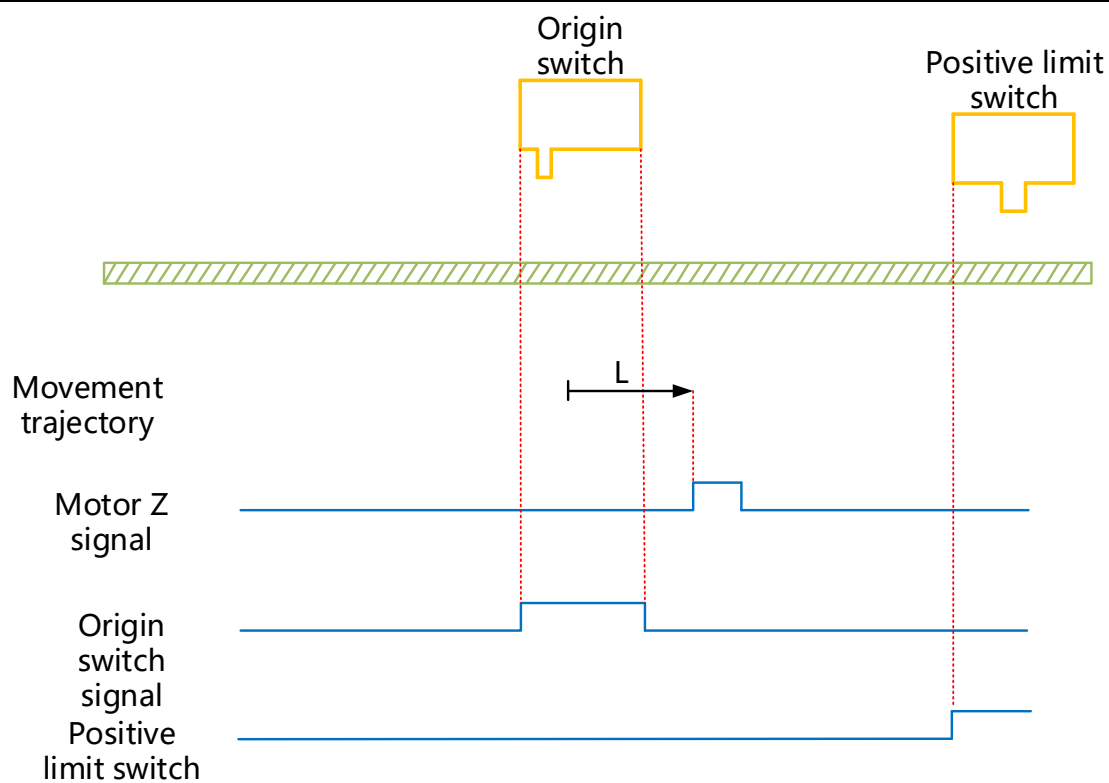 Origin
switch
Positive limit
switch
L
Movement
trajectory
Motor Z
signal
Origin
switch
signal
Positive
limit switch